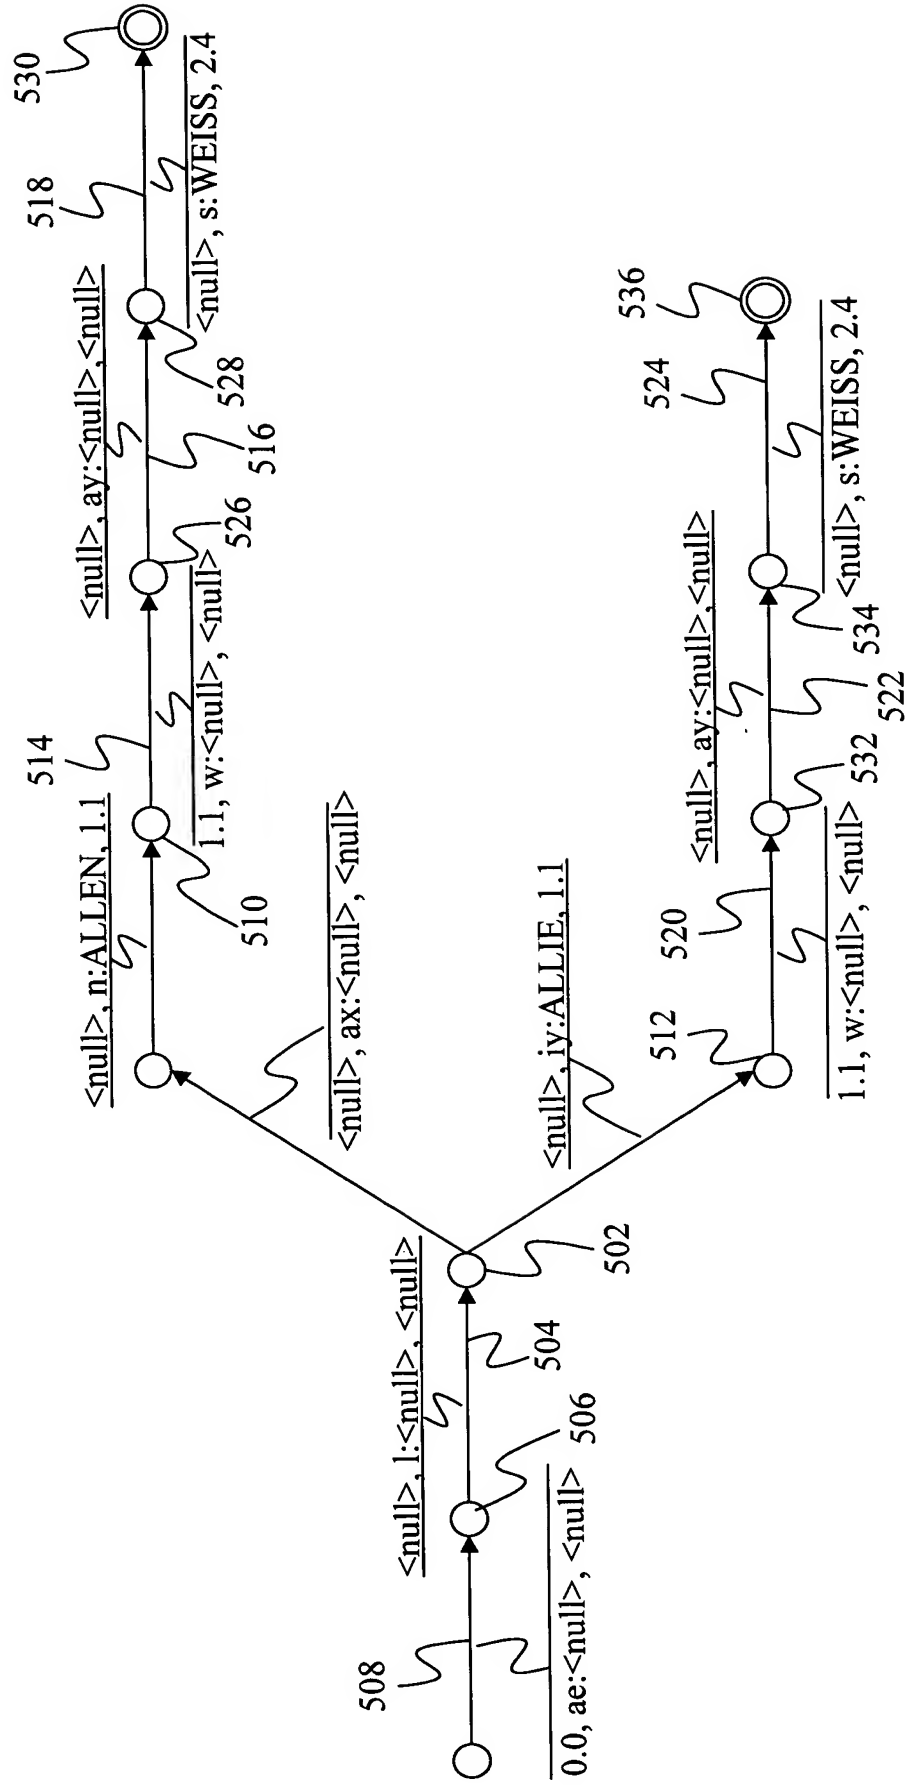 508
0.0, ae:<null>, <null>
506
<null>, l:<null>, <null>
504
502
<null>, ax:<null>, <null>
<null>, iy:ALLIE, 1.1
<null>, n:ALLEN, 1.1
510
514
1.1, w:<null>, <null>
526
<null>, ay:<null>,<null>
516
528
518
<null>, s:WEISS, 2.4
530
512
1.1, w:<null>, <null>
520
532
<null>, ay:<null>,<null>
522
534
524
<null>, s:WEISS, 2.4
536